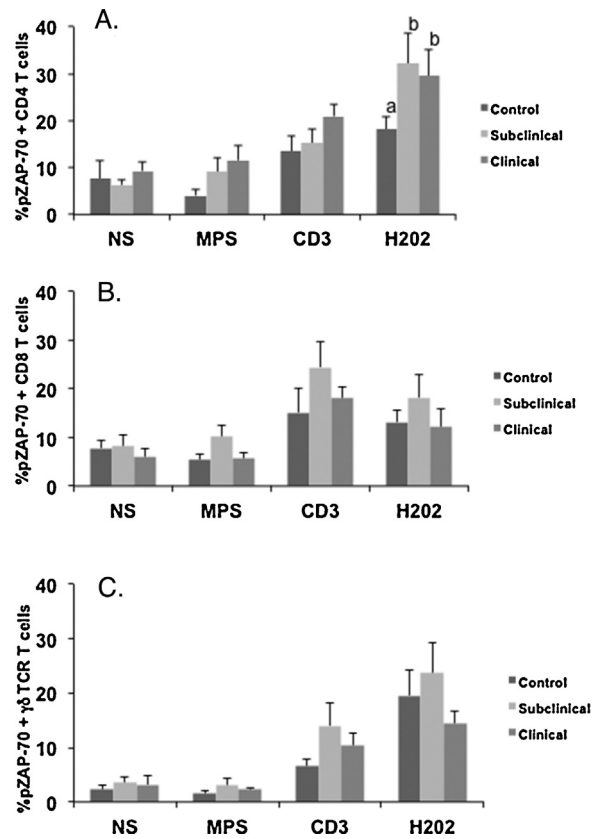 A.
%pZAP-70 + CD4 T cells
40
30
20
10
0
a
b
b
NS
MPS
CD3
H202
Control
Subclinical
Clinical
B.
%pZAP-70 + CD8 T cells
40
30
20
10
0
NS
MPS
CD3
H202
Control
Subclinical
Clinical
C.
%pZAP-70 + γδTCR T cells
40
30
20
10
0
NS
MPS
CD3
H202
Control
Subclinical
Clinical